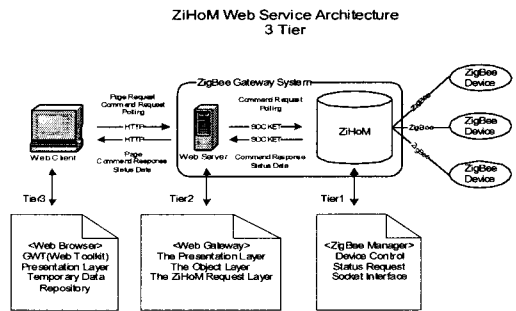 ZiHoM Web Service Architecture
3 Tier
ZigBee Gateway System
Page Request
Command Request
Polling
HTTP
HTTP
Page
Command Response
Status Data
Web Client
Web Server
Command Request
Polling
SOCKET
SOCKET
Command Response
Status Data
ZiHoM
ZigBee
ZigBee
ZigBee
ZigBee
Device
ZigBee
Device
ZigBee
Device
Tier3
Tier2
Tier1
<Web Browser>
GWT(Web Toolkit)
Presentation Layer
Temporary Data
Repository
<Web Gateway>
The Presentation Layer
The Object Layer
The ZiHoM Request Layer
<ZigBee Manager>
Device Control
Status Request
Socket Interface